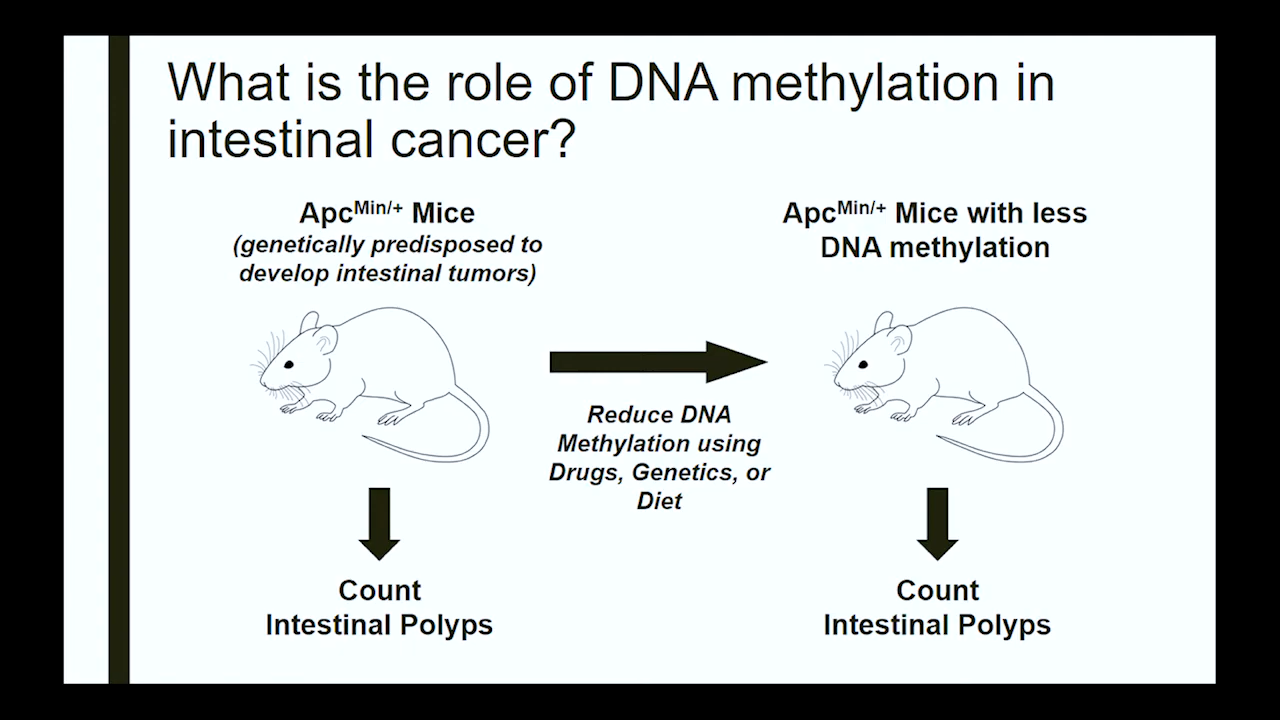 What is the role of DNA methylation in
intestinal cancer?
ApcMin/+ Mice
(genetically predisposed to
develop intestinal tumors)
ApcMin/+ Mice with less
DNA methylation
Reduce DNA
Methylation using
Drugs, Genetics, or
Diet
Count
Intestinal Polyps
Count
Intestinal Polyps